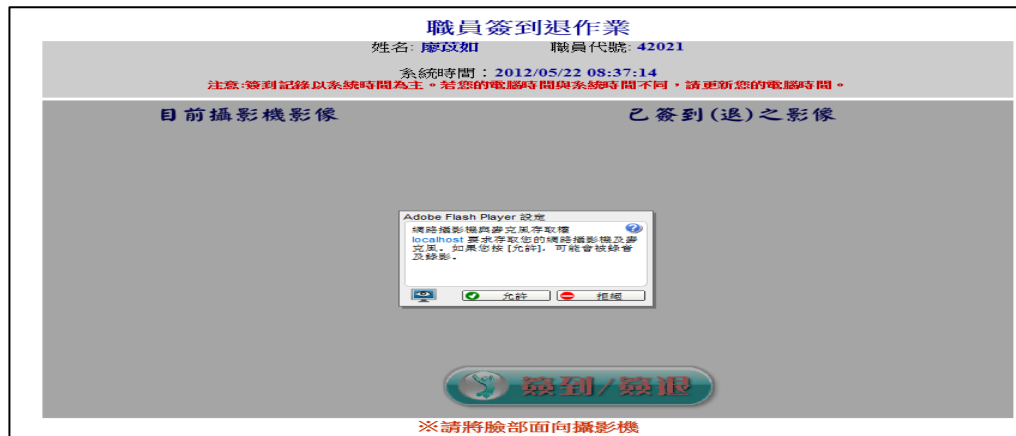 職員簽到退作業
姓名: 廖苡如 職員代號: 42021
系統時間：2012/05/22 08:37:14
注意:簽到記錄以系統時間為主。若您的電腦時間與系統時間不同，請更新您的電腦時間。
目前攝影機影像 已簽到(退)之影像
Adobe Flash Player 設定
網路攝影機與麥克風存取權
localhost 要求存取您的網路攝影機及麥
克風。如果您按 [允許]，可能會被錄音
及錄影。
允許 拒絕
簽到/簽退
※請將臉部面向攝影機